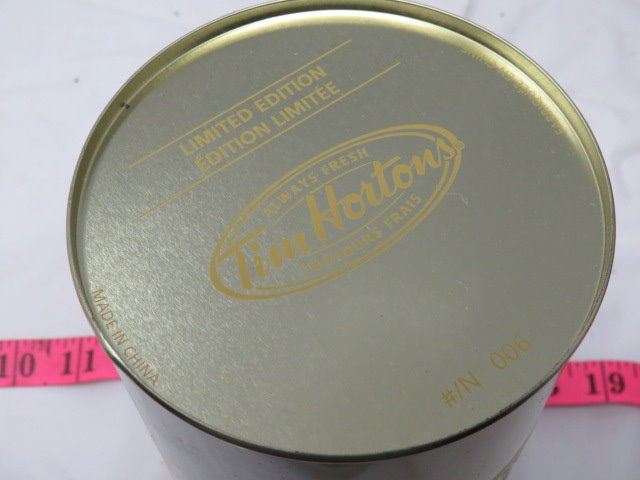 LIMITED EDITION
ÉDITION LIMITÉE
ALWAYS FRESH
Tim Hortons
TOUJOURS FRAIS
MADE IN CHINA
#/N° 006
10 11
19